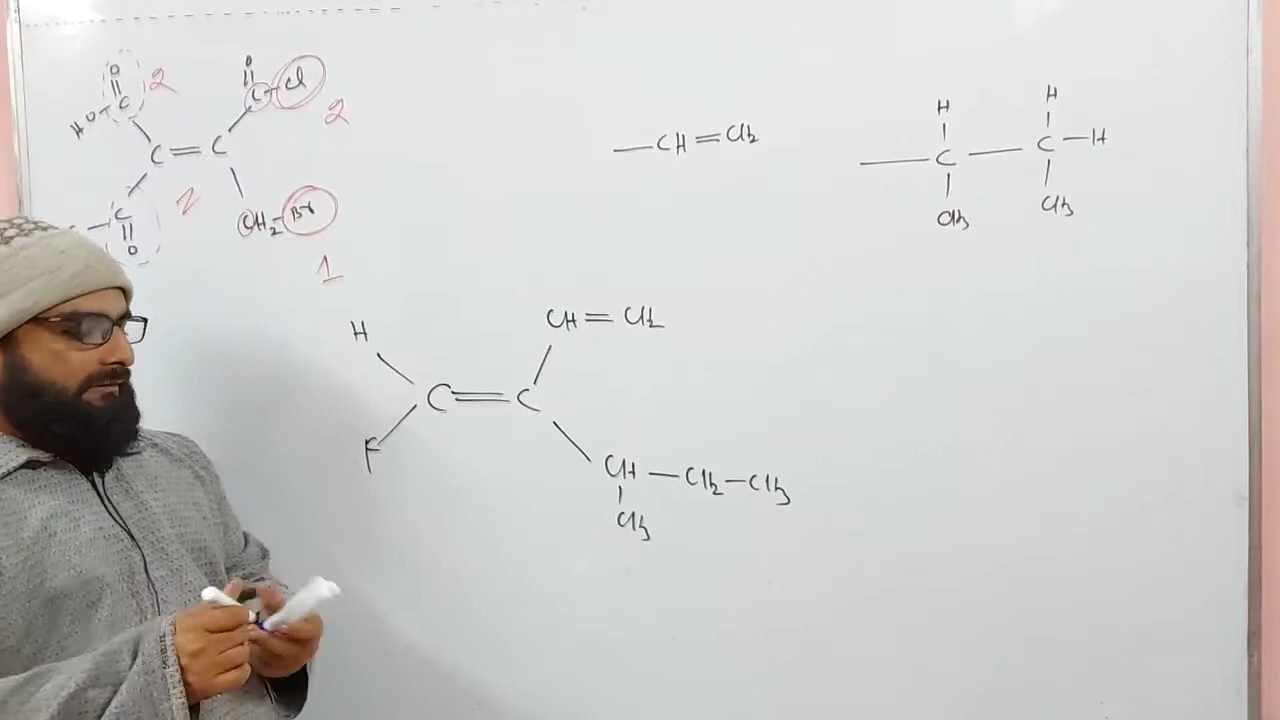 O
||
H O - C 2
O
||
C - Cl 2
C = C
C
||
O
2
CH2 - Br
1
— CH = CH2
H H
— C — C — H
CH3 CH3
H CH = CH2
C = C
F CH — CH2 — CH3
|
CH3